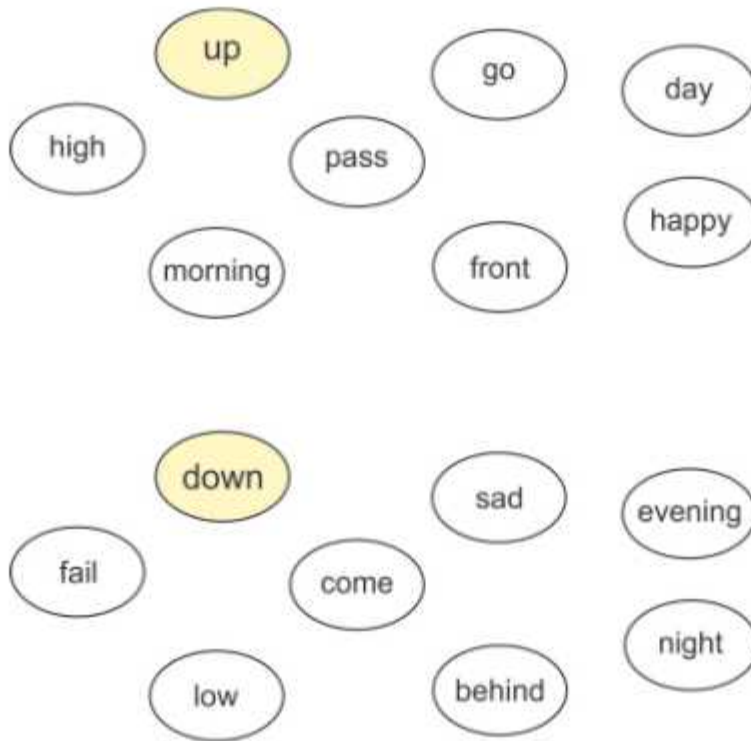 up
go
day
high
pass
happy
morning
front
down
sad
evening
fail
come
night
low
behind